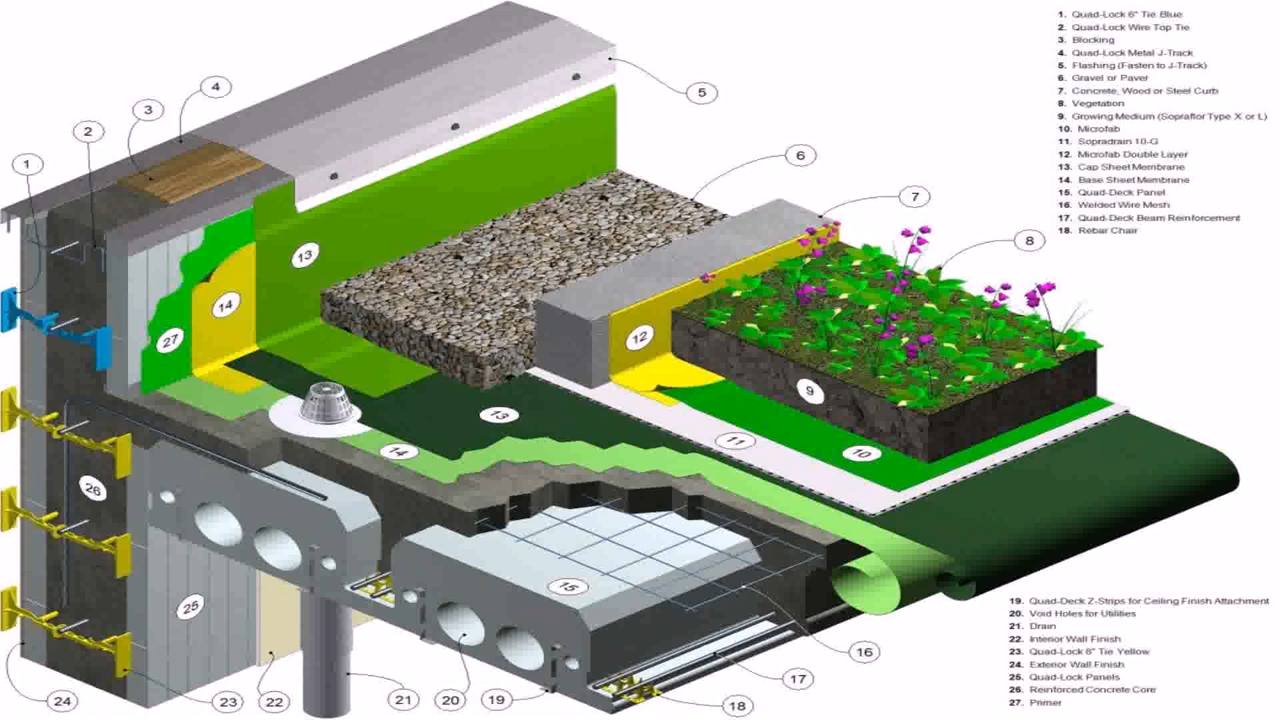 1. Quad-Lock 6" Tie Blue
2. Quad-Lock Wire Top Tie
3. Blocking
4. Quad-Lock Metal J-Track
5. Flashing (Fasten to J-Track)
6. Gravel or Paver
7. Concrete, Wood or Steel Curb
8. Vegetation
9. Growing Medium (Sopraflor Type X or L)
10. Microfab
11. Sopradrain 10-G
12. Microfab Double Layer
13. Cap Sheet Membrane
14. Base Sheet Membrane
15. Quad-Deck Panel
16. Welded Wire Mesh
17. Quad-Deck Beam Reinforcement
18. Rebar Chair
4
3
5
2
1
6
7
8
13
14
27
12
9
13
11
10
14
26
15
25
16
17
24
23
22
21
20
19
18
19. Quad-Deck Z-Strips for Ceiling Finish Attachment
20. Void Holes for Utilities
21. Drain
22. Interior Wall Finish
23. Quad-Lock 8" Tie Yellow
24. Exterior Wall Finish
25. Quad-Lock Panels
26. Reinforced Concrete Core
27. Primer